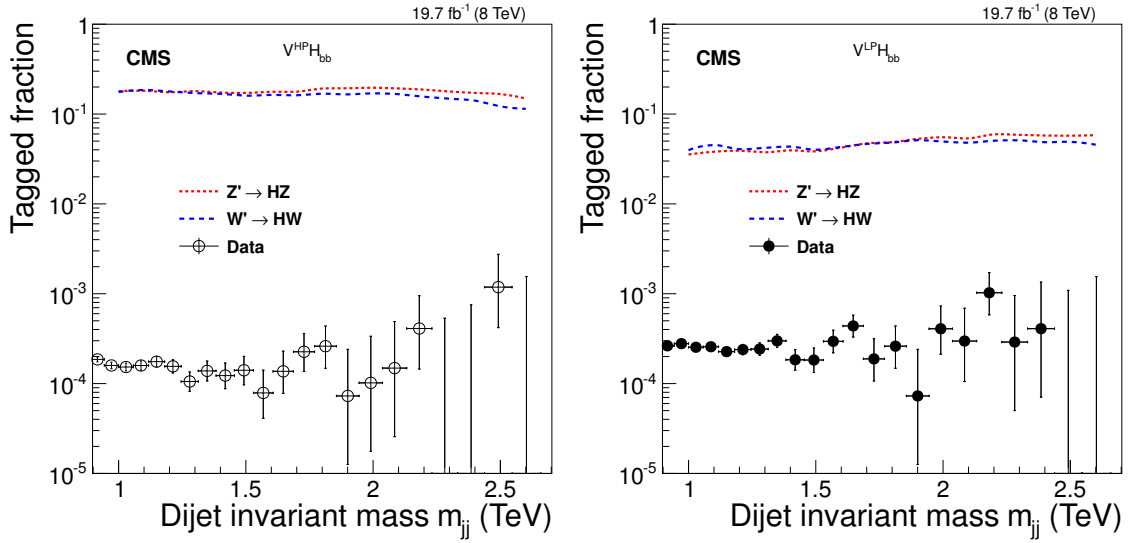 19.7 fb⁻¹ (8 TeV)
CMS
V^HP H_bb
Tagged fraction
1
10⁻¹
10⁻²
10⁻³
10⁻⁴
10⁻⁵
Z' → HZ
W' → HW
Data
1 1.5 2 2.5
Dijet invariant mass m_jj (TeV)
19.7 fb⁻¹ (8 TeV)
CMS
V^LP H_bb
Tagged fraction
1
10⁻¹
10⁻²
10⁻³
10⁻⁴
10⁻⁵
Z' → HZ
W' → HW
Data
1 1.5 2 2.5
Dijet invariant mass m_jj (TeV)